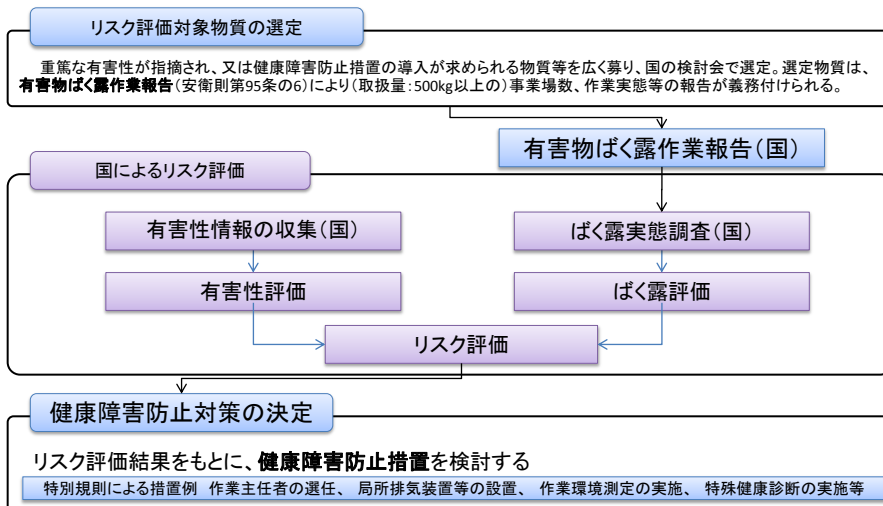 リスク評価対象物質の選定
重篤な有害性が指摘され、又は健康障害防止措置の導入が求められる物質等を広く募り、国の検討会で選定。選定物質は、
有害物ばく露作業報告(安衛則第95条の6)により(取扱量:500kg以上の)事業場数、作業実態等の報告が義務付けられる。
有害物ばく露作業報告(国)
国によるリスク評価
有害性情報の収集(国)
ばく露実態調査(国)
有害性評価
ばく露評価
リスク評価
健康障害防止対策の決定
リスク評価結果をもとに、健康障害防止措置を検討する
特別規則による措置例 作業主任者の選任、 局所排気装置等の設置、 作業環境測定の実施、 特殊健康診断の実施等